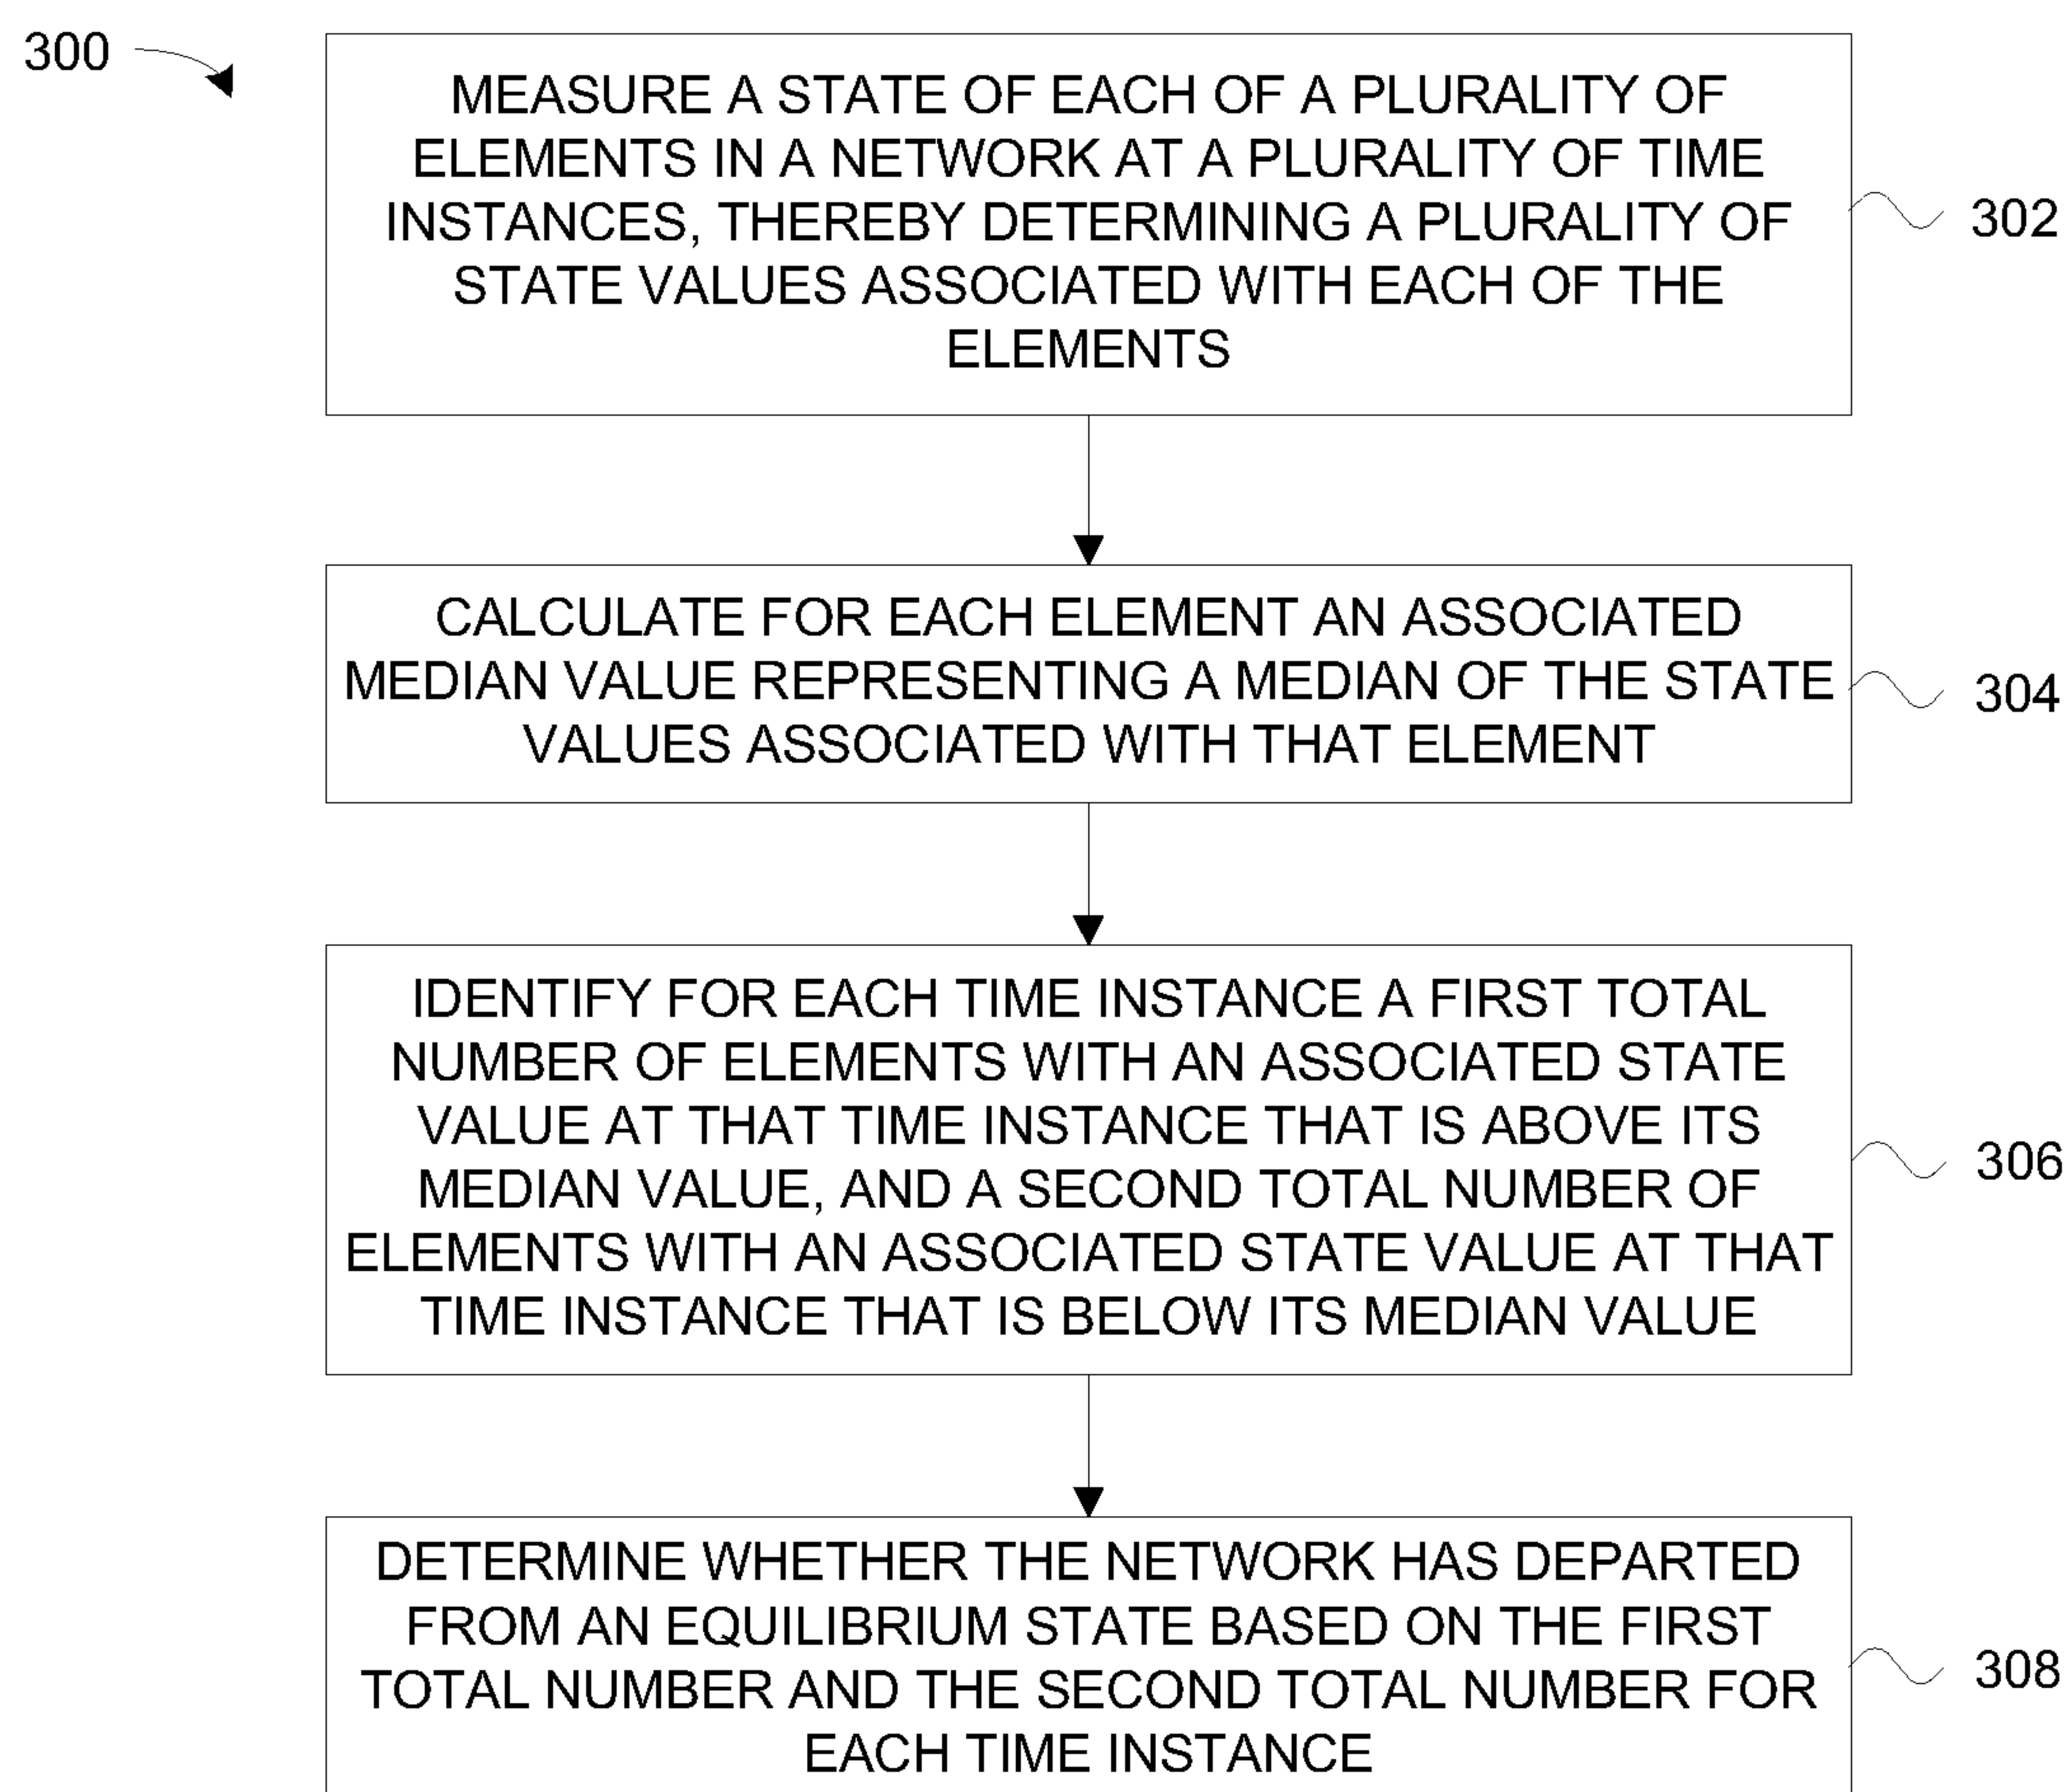 300
MEASURE A STATE OF EACH OF A PLURALITY OF
ELEMENTS IN A NETWORK AT A PLURALITY OF TIME
INSTANCES, THEREBY DETERMINING A PLURALITY OF
STATE VALUES ASSOCIATED WITH EACH OF THE
ELEMENTS
302
CALCULATE FOR EACH ELEMENT AN ASSOCIATED
MEDIAN VALUE REPRESENTING A MEDIAN OF THE STATE
VALUES ASSOCIATED WITH THAT ELEMENT
304
IDENTIFY FOR EACH TIME INSTANCE A FIRST TOTAL
NUMBER OF ELEMENTS WITH AN ASSOCIATED STATE
VALUE AT THAT TIME INSTANCE THAT IS ABOVE ITS
MEDIAN VALUE, AND A SECOND TOTAL NUMBER OF
ELEMENTS WITH AN ASSOCIATED STATE VALUE AT THAT
TIME INSTANCE THAT IS BELOW ITS MEDIAN VALUE
306
DETERMINE WHETHER THE NETWORK HAS DEPARTED
FROM AN EQUILIBRIUM STATE BASED ON THE FIRST
TOTAL NUMBER AND THE SECOND TOTAL NUMBER FOR
EACH TIME INSTANCE
308